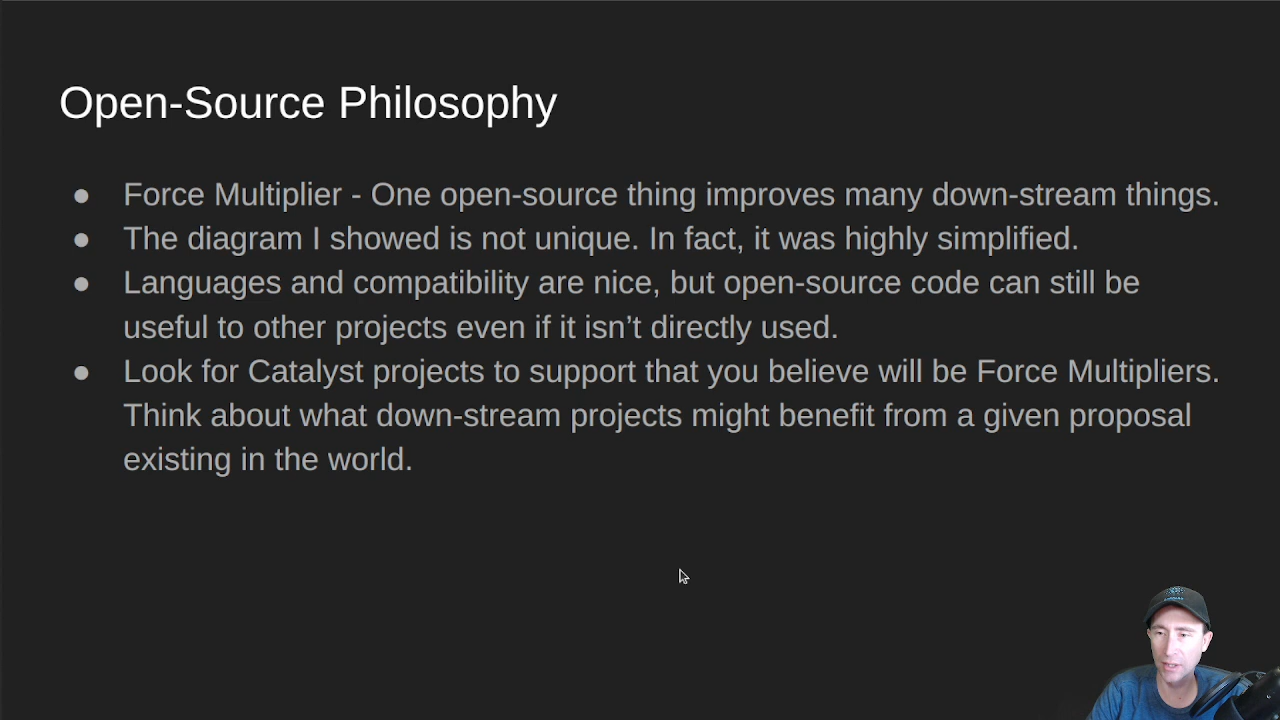 Open-Source Philosophy
● Force Multiplier - One open-source thing improves many down-stream things.
● The diagram I showed is not unique. In fact, it was highly simplified.
● Languages and compatibility are nice, but open-source code can still be
useful to other projects even if it isn’t directly used.
● Look for Catalyst projects to support that you believe will be Force Multipliers.
Think about what down-stream projects might benefit from a given proposal
existing in the world.